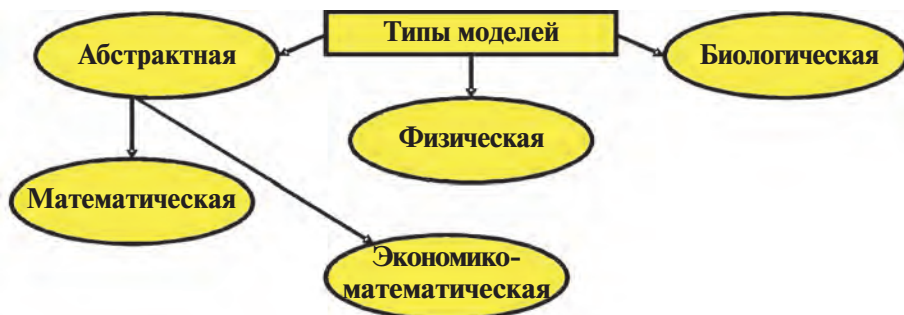 Типы моделей
Абстрактная
Биологическая
Физическая
Математическая
Экономико-
математическая